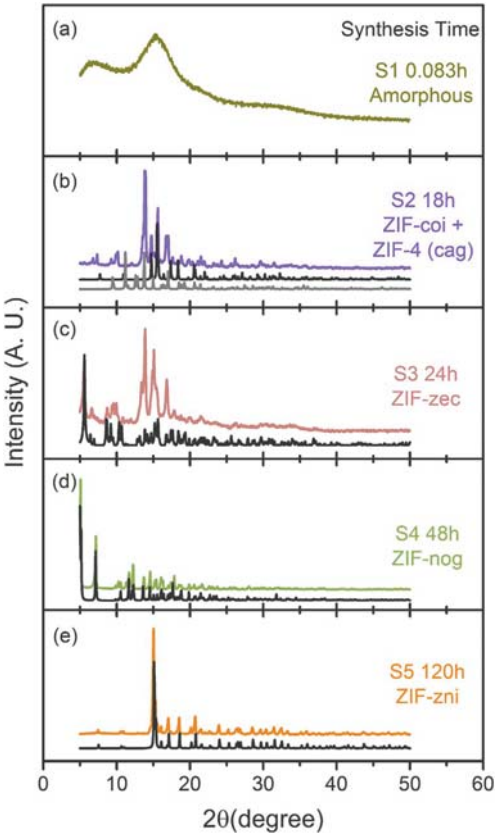 (a)
Synthesis Time
S1 0.083h
Amorphous
(b)
S2 18h
ZIF-coi +
ZIF-4 (cag)
(c)
S3 24h
ZIF-zec
(d)
S4 48h
ZIF-nog
(e)
S5 120h
ZIF-zni
Intensity (A. U.)
0 10 20 30 40 50 60
2θ(degree)